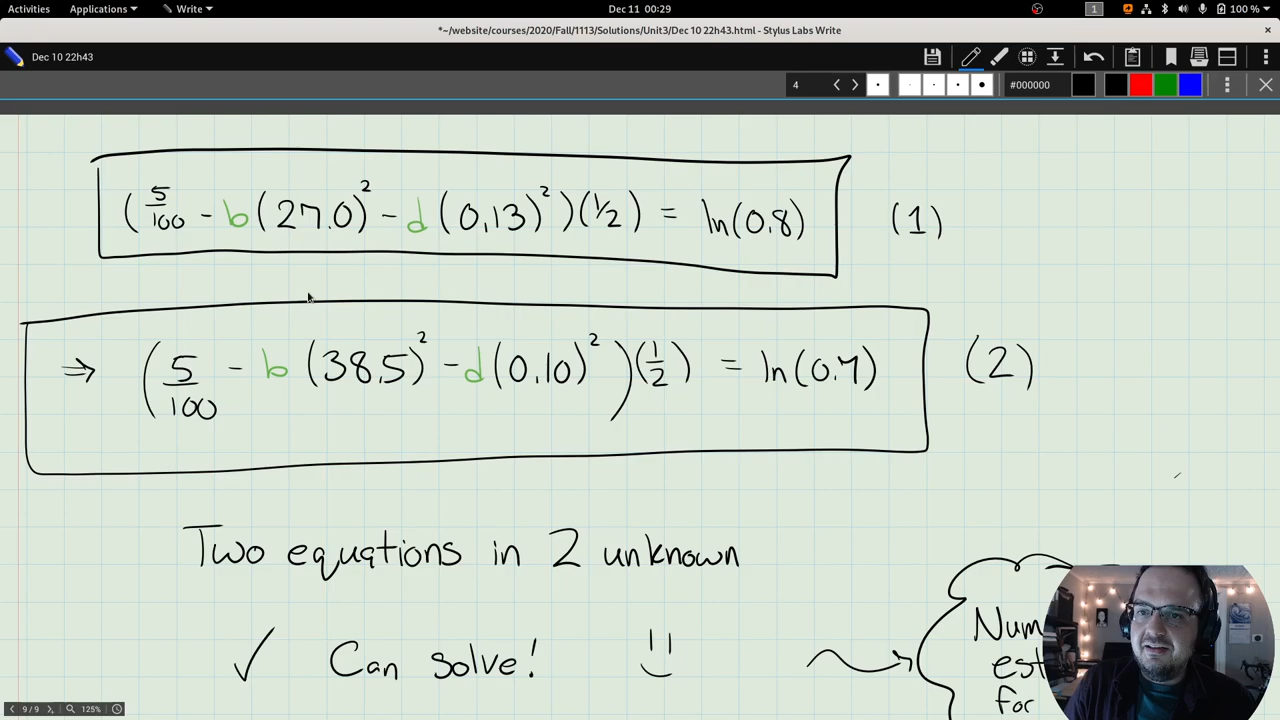 Activities Applications Write Dec 11 00:29 1 100 %
*~/website/courses/2020/Fall/1113/Solutions/Unit3/Dec 10 22h43.html - Stylus Labs Write
Dec 10 22h43
4 #000000
(5/100 - b(27.0)² - d(0.13)²)(1/2) = ln(0.8) (1)
⇒ (5/100 - b(38.5)² - d(0.10)²)(1/2) = ln(0.7) (2)
Two equations in 2 unknown
✓ Can solve!
Num
est
for
9/9 125%